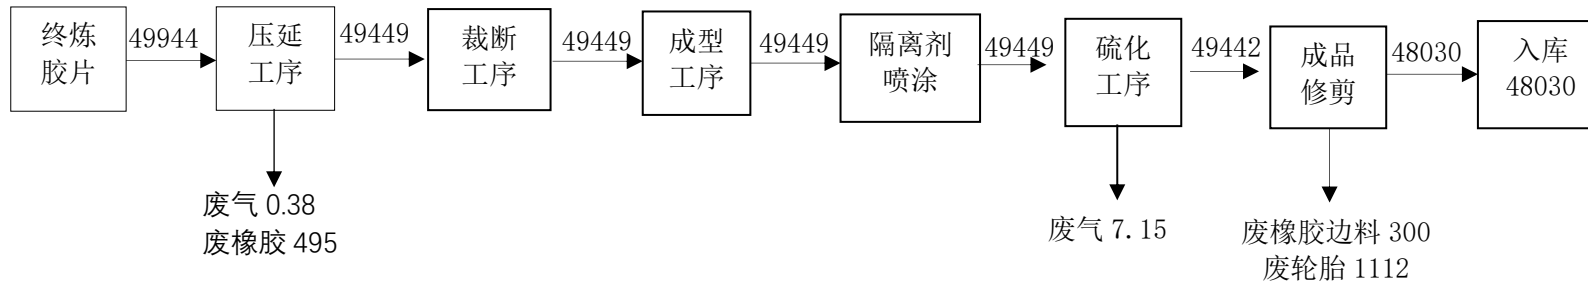 终炼
胶片
49944
压延
工序
49449
裁断
工序
49449
成型
工序
49449
隔离剂
喷涂
49449
硫化
工序
49442
成品
修剪
48030
入库
48030
废气 0.38
废橡胶 495
废气 7.15
废橡胶边料 300
废轮胎 1112